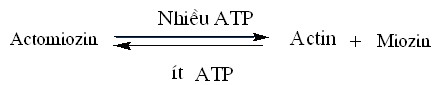 Nhiều ATP
Actomiozin Actin + Miozin
ít ATP